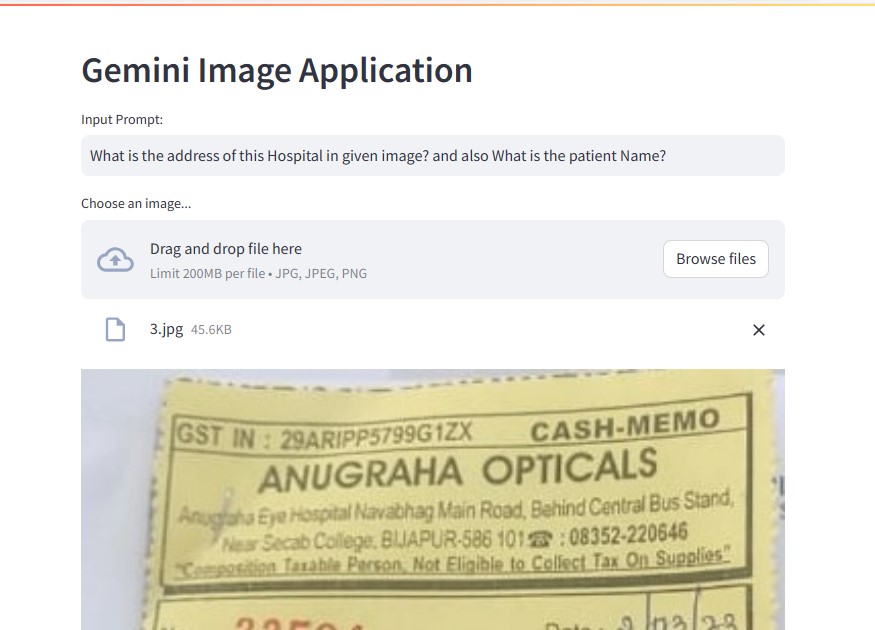 Gemini Image Application
Input Prompt:
What is the address of this Hospital in given image? and also What is the patient Name?
Choose an image...
Drag and drop file here
Limit 200MB per file • JPG, JPEG, PNG
Browse files
3.jpg 45.6KB
GST IN : 29ARIPP5799G1ZX CASH-MEMO
ANUGRAHA OPTICALS
Anugraha Eye Hospital Navabhag Main Road, Behind Central Bus Stand,
Near Secab College, BIJAPUR-586 101 ☎ : 08352-220646
"Composition Taxable Person, Not Eligible to Collect Tax On Supplies"
Date : 2/03/23